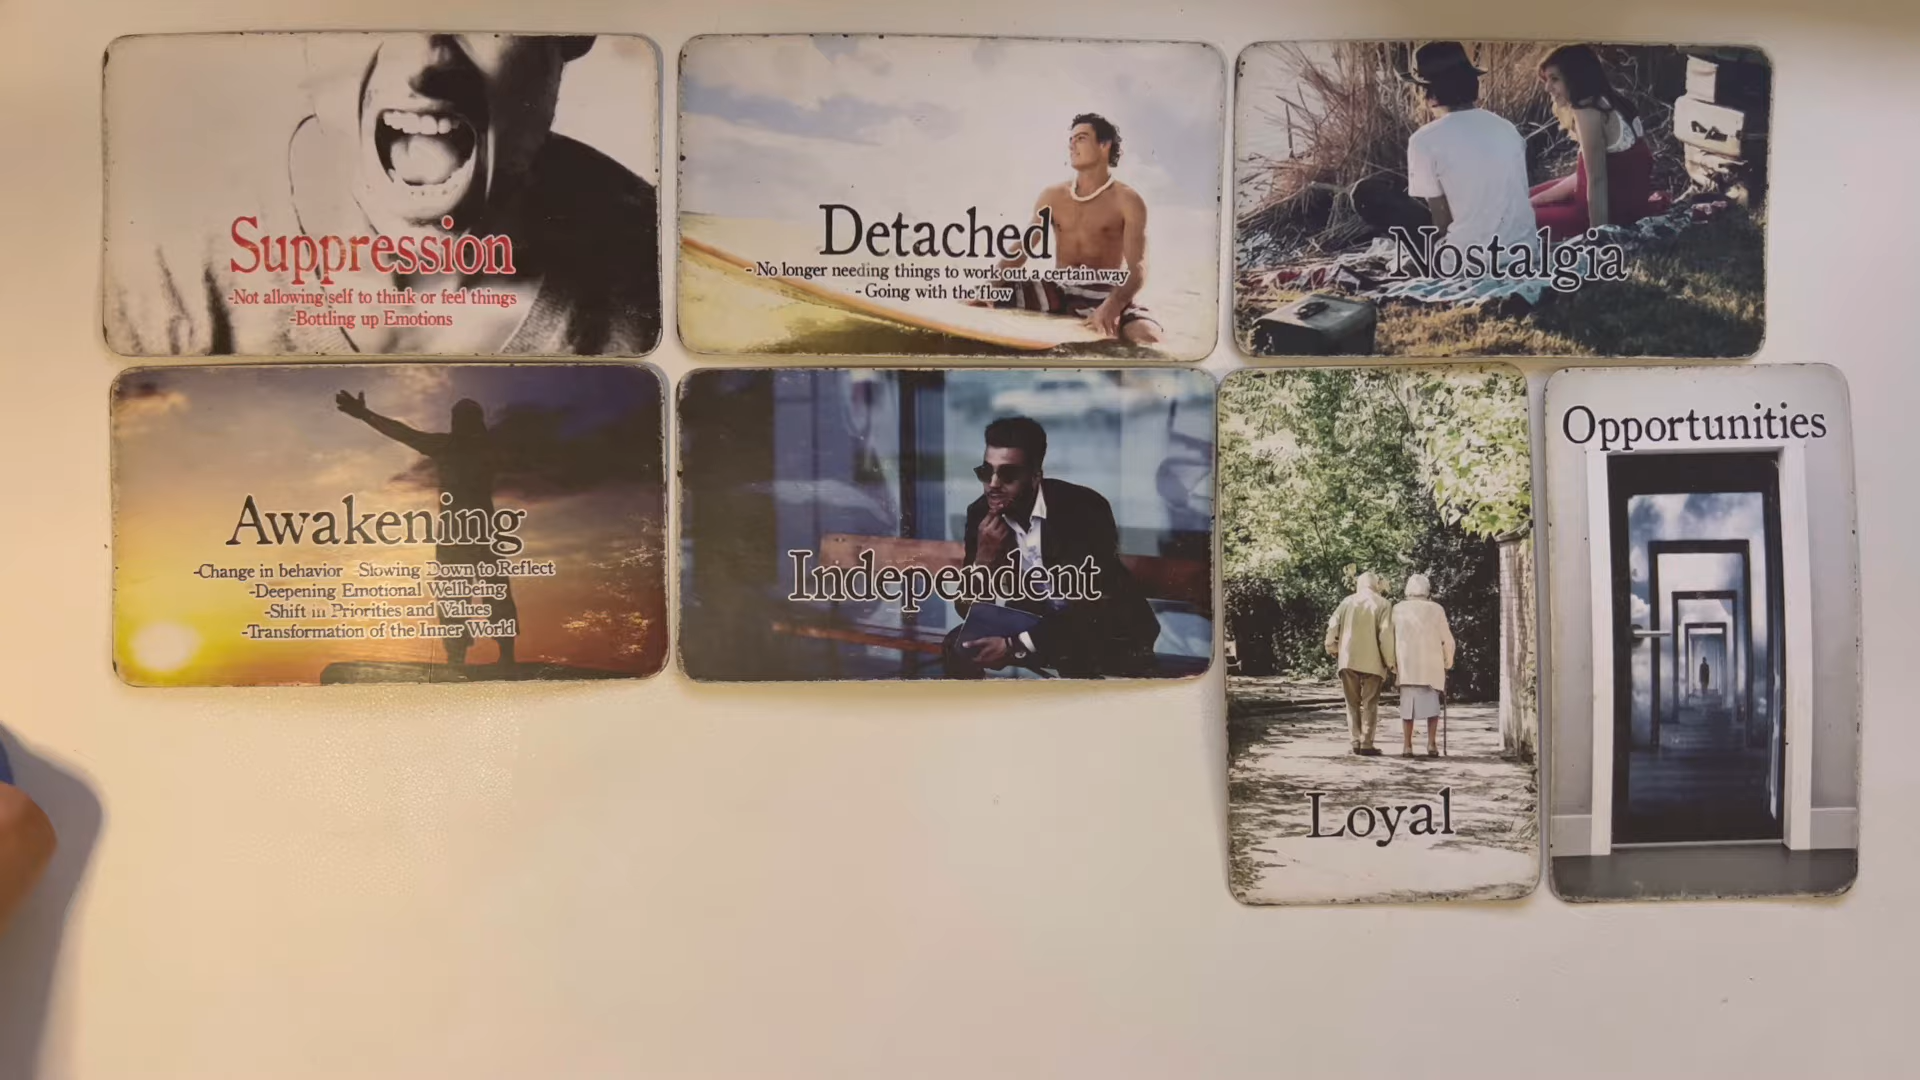 Suppression
-Not allowing self to think or feel things
-Bottling up Emotions
Detached
- No longer needing things to work out a certain way
- Going with the flow
Nostalgia
Awakening
-Change in behavior -Slowing Down to Reflect
-Deepening Emotional Wellbeing
-Shift in Priorities and Values
-Transformation of the Inner World
Independent
Loyal
Opportunities